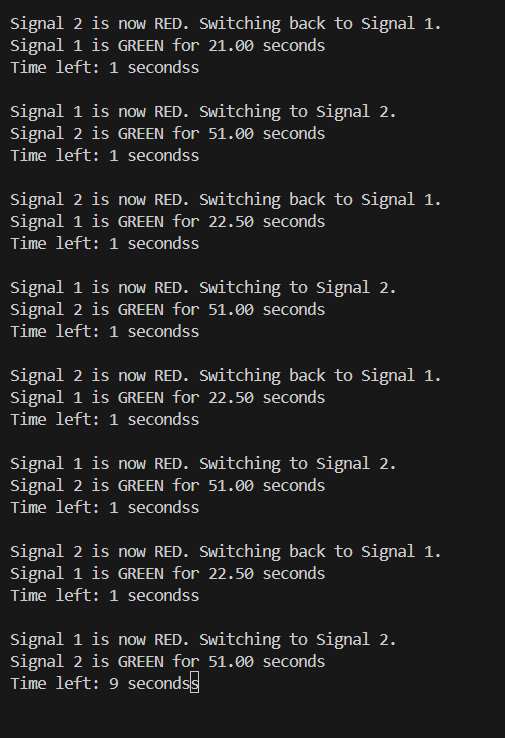 Signal 2 is now RED. Switching back to Signal 1.
Signal 1 is GREEN for 21.00 seconds
Time left: 1 secondss
Signal 1 is now RED. Switching to Signal 2.
Signal 2 is GREEN for 51.00 seconds
Time left: 1 secondss
Signal 2 is now RED. Switching back to Signal 1.
Signal 1 is GREEN for 22.50 seconds
Time left: 1 secondss
Signal 1 is now RED. Switching to Signal 2.
Signal 2 is GREEN for 51.00 seconds
Time left: 1 secondss
Signal 2 is now RED. Switching back to Signal 1.
Signal 1 is GREEN for 22.50 seconds
Time left: 1 secondss
Signal 1 is now RED. Switching to Signal 2.
Signal 2 is GREEN for 51.00 seconds
Time left: 1 secondss
Signal 2 is now RED. Switching back to Signal 1.
Signal 1 is GREEN for 22.50 seconds
Time left: 1 secondss
Signal 1 is now RED. Switching to Signal 2.
Signal 2 is GREEN for 51.00 seconds
Time left: 9 secondss